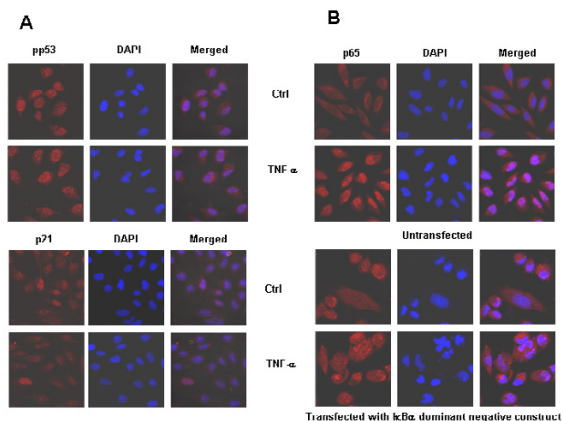 A
B
pp53 DAPI Merged
p65 DAPI Merged
Ctrl
TNF α
p21 DAPI Merged
Untransfected
Ctrl
TNF-α
Transfected with IκBα dominant negative construct